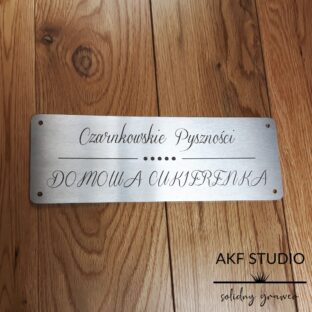 Czarnkowskie Pyszności
DOMOWA CUKIERENKA
AKF STUDIO
solidny grawer